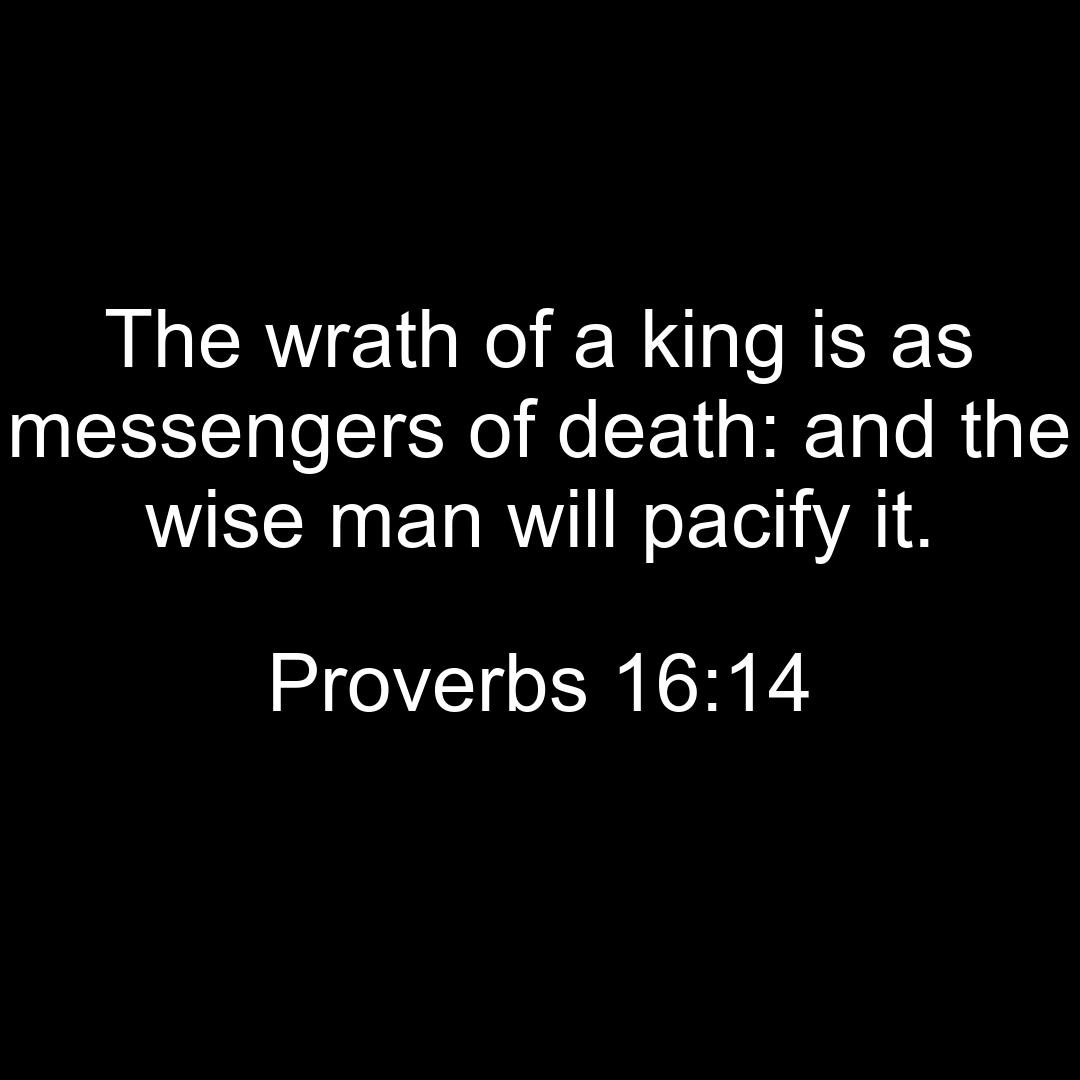 The wrath of a king is as
messengers of death: and the
wise man will pacify it.
Proverbs 16:14